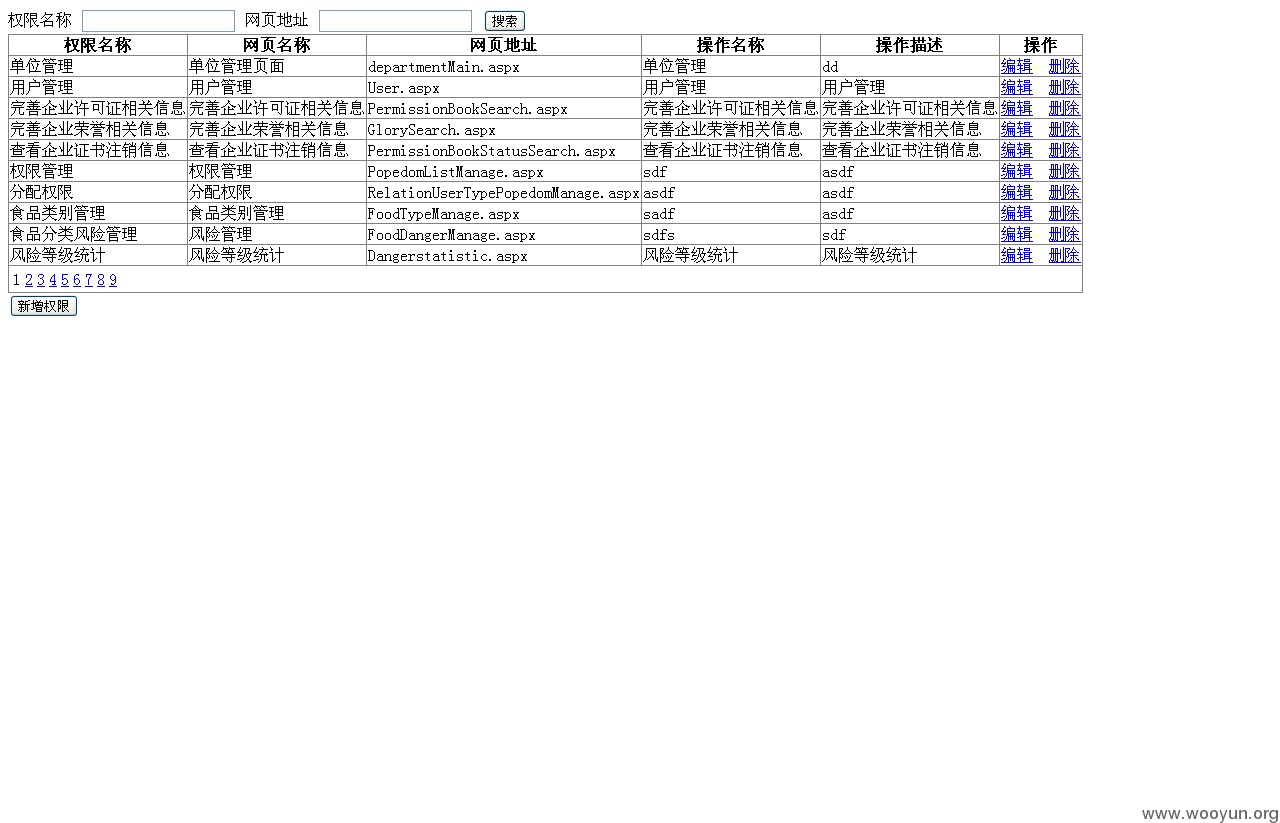 权限名称 网页地址 搜索
权限名称 网页名称 网页地址 操作名称 操作描述 操作
单位管理 单位管理页面 departmentMain.aspx 单位管理 dd 编辑 删除
用户管理 用户管理 User.aspx 用户管理 用户管理 编辑 删除
完善企业许可证相关信息 完善企业许可证相关信息 PermissionBookSearch.aspx 完善企业许可证相关信息 完善企业许可证相关信息 编辑 删除
完善企业荣誉相关信息 完善企业荣誉相关信息 GlorySearch.aspx 完善企业荣誉相关信息 完善企业荣誉相关信息 编辑 删除
查看企业证书注销信息 查看企业证书注销信息 PermissionBookStatusSearch.aspx 查看企业证书注销信息 查看企业证书注销信息 编辑 删除
权限管理 权限管理 PopedomListManage.aspx sdf asdf 编辑 删除
分配权限 分配权限 RelationUserTypePopedomManage.aspx asdf asdf 编辑 删除
食品类别管理 食品类别管理 FoodTypeManage.aspx sadf asdf 编辑 删除
食品分类风险管理 风险管理 FoodDangerManage.aspx sdfs sdf 编辑 删除
风险等级统计 风险等级统计 Dangerstatistic.aspx 风险等级统计 风险等级统计 编辑 删除
1 2 3 4 5 6 7 8 9
新增权限
www.wooyun.org